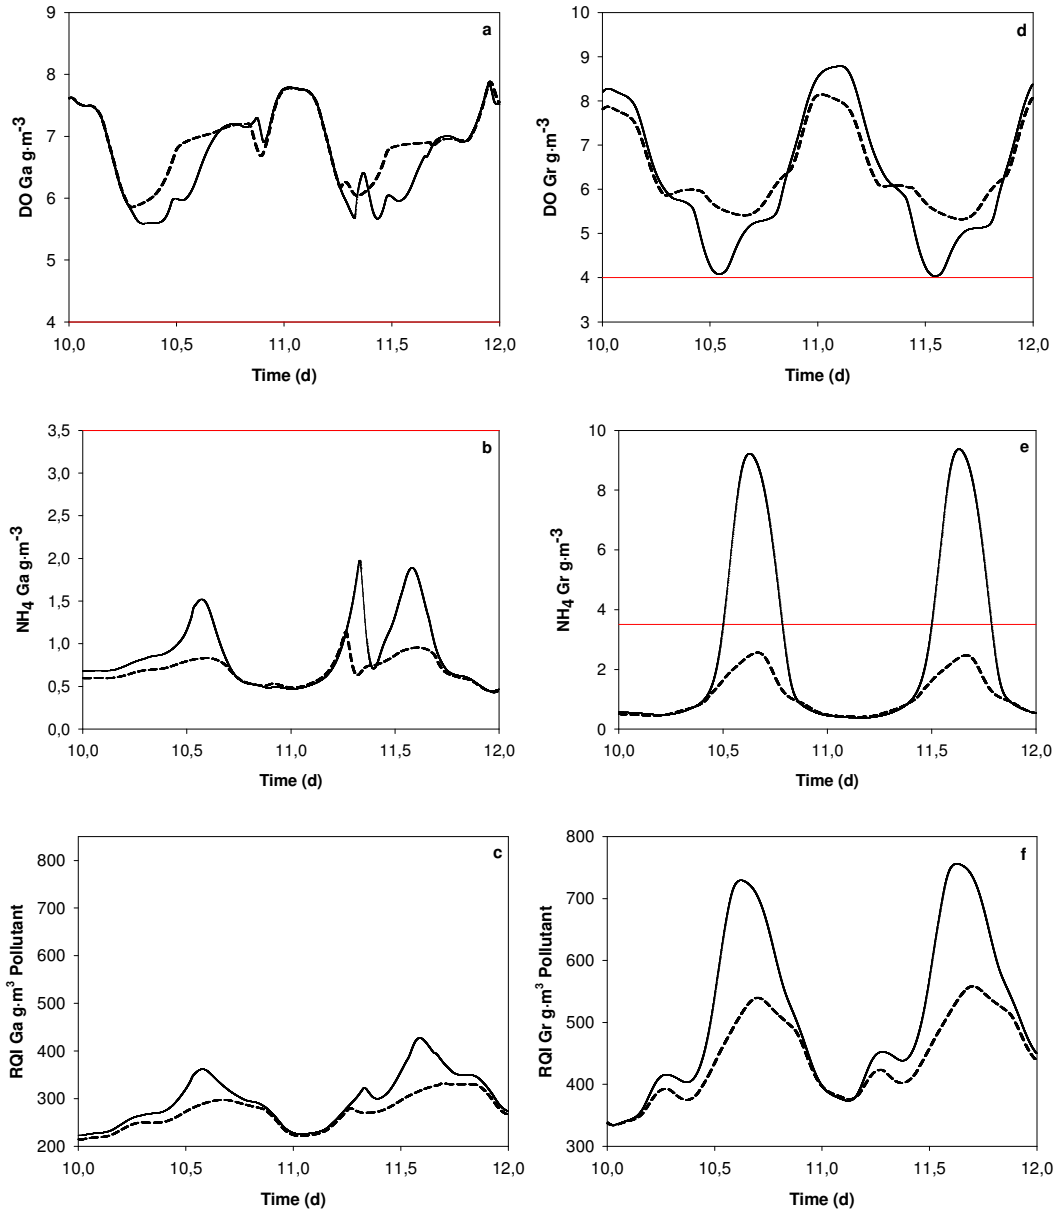 a
DO Ga g·m-3
9
8
7
6
5
4
10,0 10,5 11,0 11,5 12,0
Time (d)
d
DO Gr g·m-3
10
9
8
7
6
5
4
3
10,0 10,5 11,0 11,5 12,0
Time (d)
b
NH4 Ga g·m-3
3,5
3,0
2,5
2,0
1,5
1,0
0,5
0,0
10,0 10,5 11,0 11,5 12,0
Time (d)
e
NH4 Gr g·m-3
10
8
6
4
2
0
10,0 10,5 11,0 11,5 12,0
Time (d)
c
RQI Ga g·m3 Pollutant
800
700
600
500
400
300
200
10,0 10,5 11,0 11,5 12,0
Time (d)
f
RQI Gr g·m3 Pollutant
800
700
600
500
400
300
10,0 10,5 11,0 11,5 12,0
Time (d)